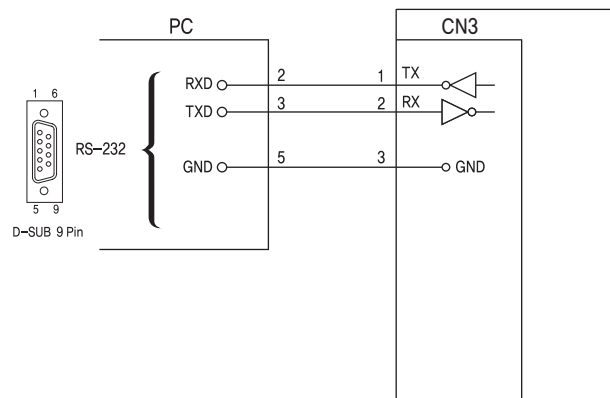 PC
CN3
RXD 2 1 TX
TXD 3 2 RX
GND 5 3 GND
1 6
RS-232
5 9
D-SUB 9 Pin